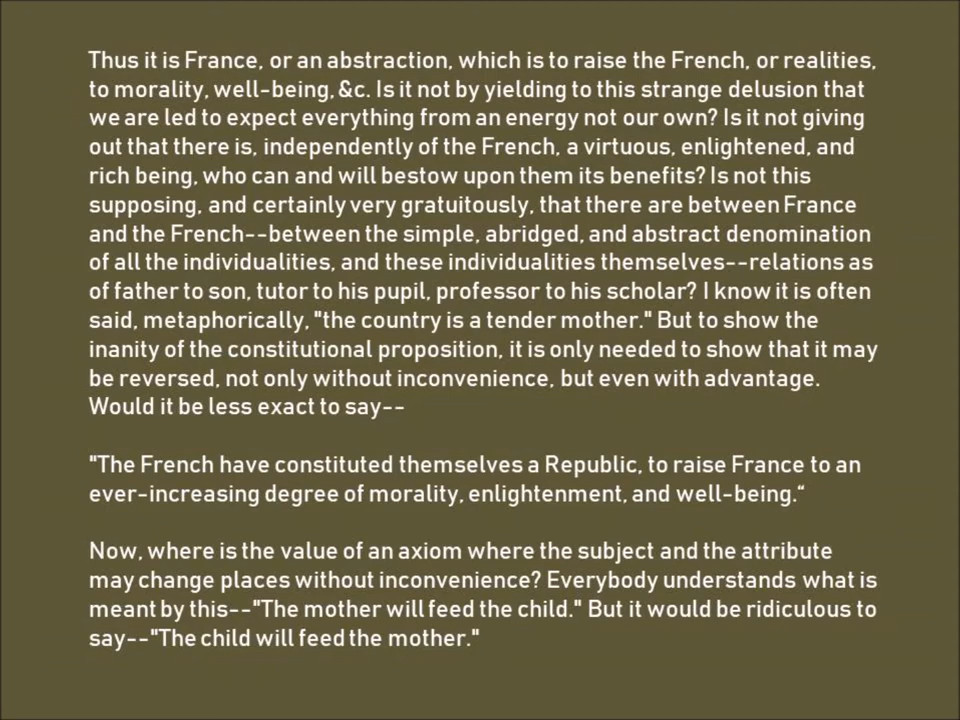 Thus it is France, or an abstraction, which is to raise the French, or realities,
to morality, well-being, &c. Is it not by yielding to this strange delusion that
we are led to expect everything from an energy not our own? Is it not giving
out that there is, independently of the French, a virtuous, enlightened, and
rich being, who can and will bestow upon them its benefits? Is not this
supposing, and certainly very gratuitously, that there are between France
and the French--between the simple, abridged, and abstract denomination
of all the individualities, and these individualities themselves--relations as
of father to son, tutor to his pupil, professor to his scholar? I know it is often
said, metaphorically, "the country is a tender mother." But to show the
inanity of the constitutional proposition, it is only needed to show that it may
be reversed, not only without inconvenience, but even with advantage.
Would it be less exact to say--
"The French have constituted themselves a Republic, to raise France to an
ever-increasing degree of morality, enlightenment, and well-being.“
Now, where is the value of an axiom where the subject and the attribute
may change places without inconvenience? Everybody understands what is
meant by this--"The mother will feed the child." But it would be ridiculous to
say--"The child will feed the mother."